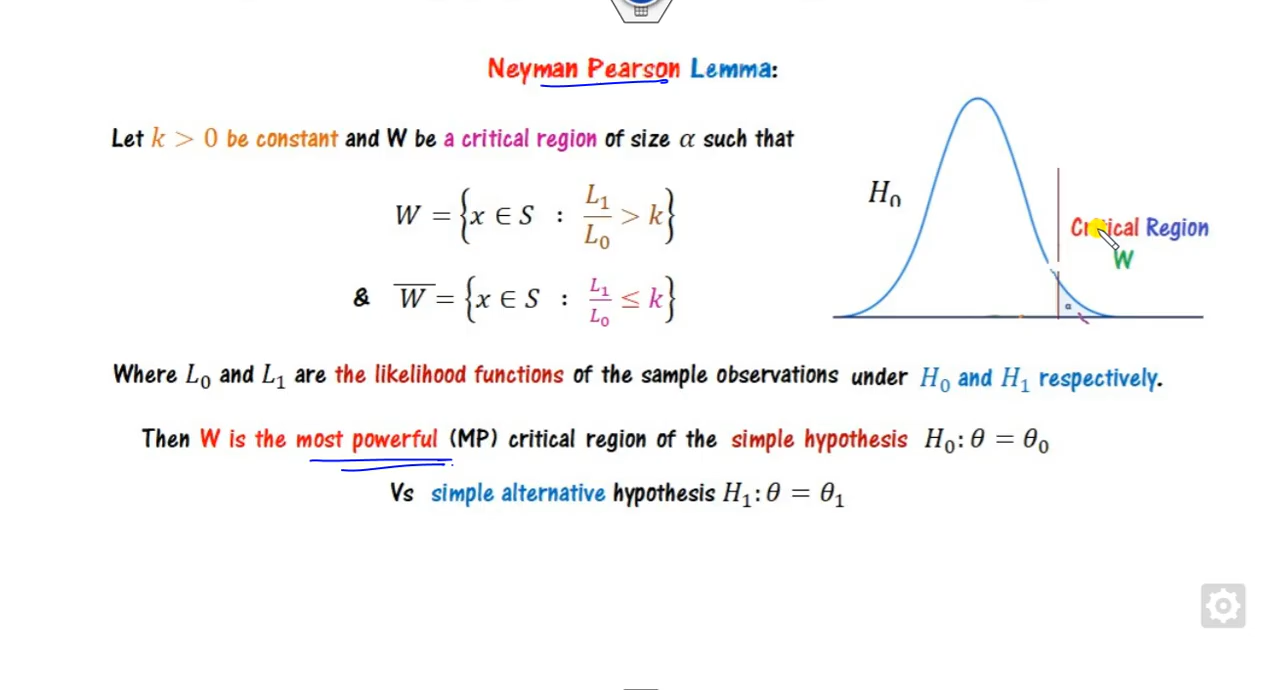 Neyman Pearson Lemma:
Let k > 0 be constant and W be a critical region of size α such that
W = {x ∈ S : L₁/L₀ > k}
& W̅ = {x ∈ S : L₁/L₀ ≤ k}
H₀
Critical Region
W
α
Where L₀ and L₁ are the likelihood functions of the sample observations under H₀ and H₁ respectively.
Then W is the most powerful (MP) critical region of the simple hypothesis H₀: θ = θ₀
Vs simple alternative hypothesis H₁: θ = θ₁